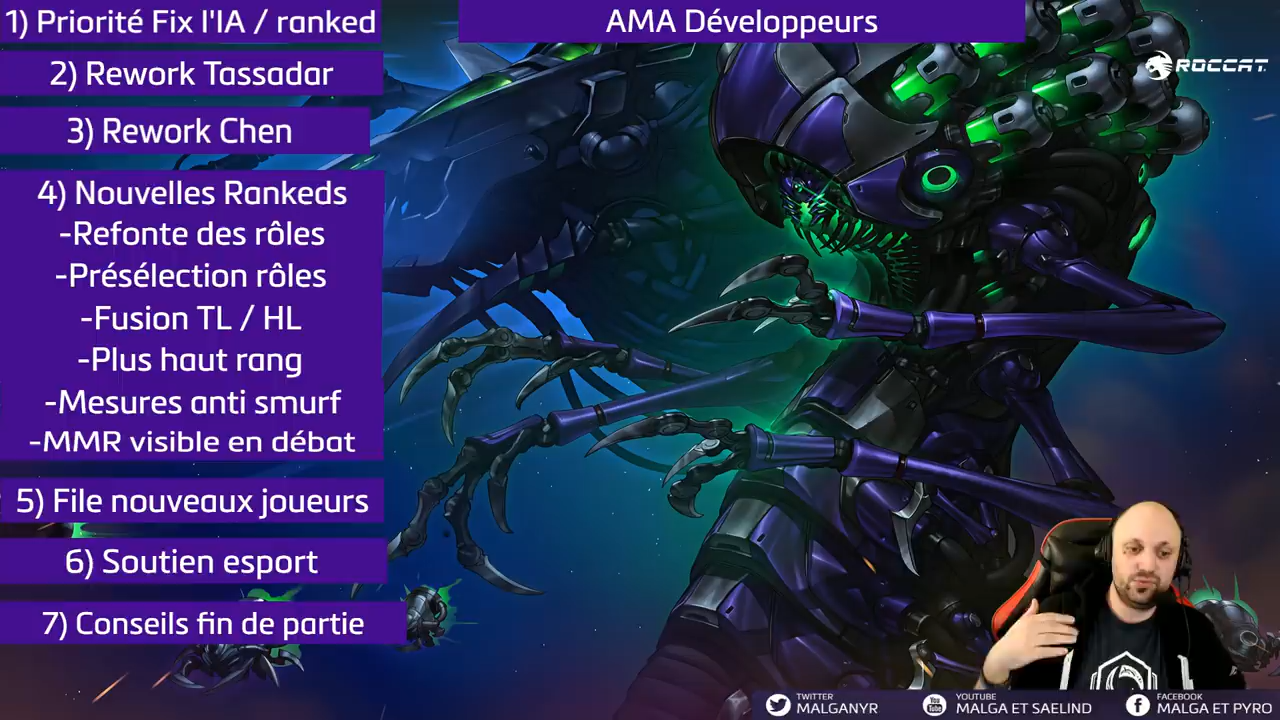 1) Priorité Fix l'IA / ranked
AMA Développeurs
ROCCAT
2) Rework Tassadar
3) Rework Chen
4) Nouvelles Rankeds
-Refonte des rôles
-Présélection rôles
-Fusion TL / HL
-Plus haut rang
-Mesures anti smurf
-MMR visible en débat
5) File nouveaux joueurs
6) Soutien esport
7) Conseils fin de partie
TWITTER
MALGANYR
You Tube
YOUTUBE
MALGA ET SAELIND
FACEBOOK
MALGA ET PYRO